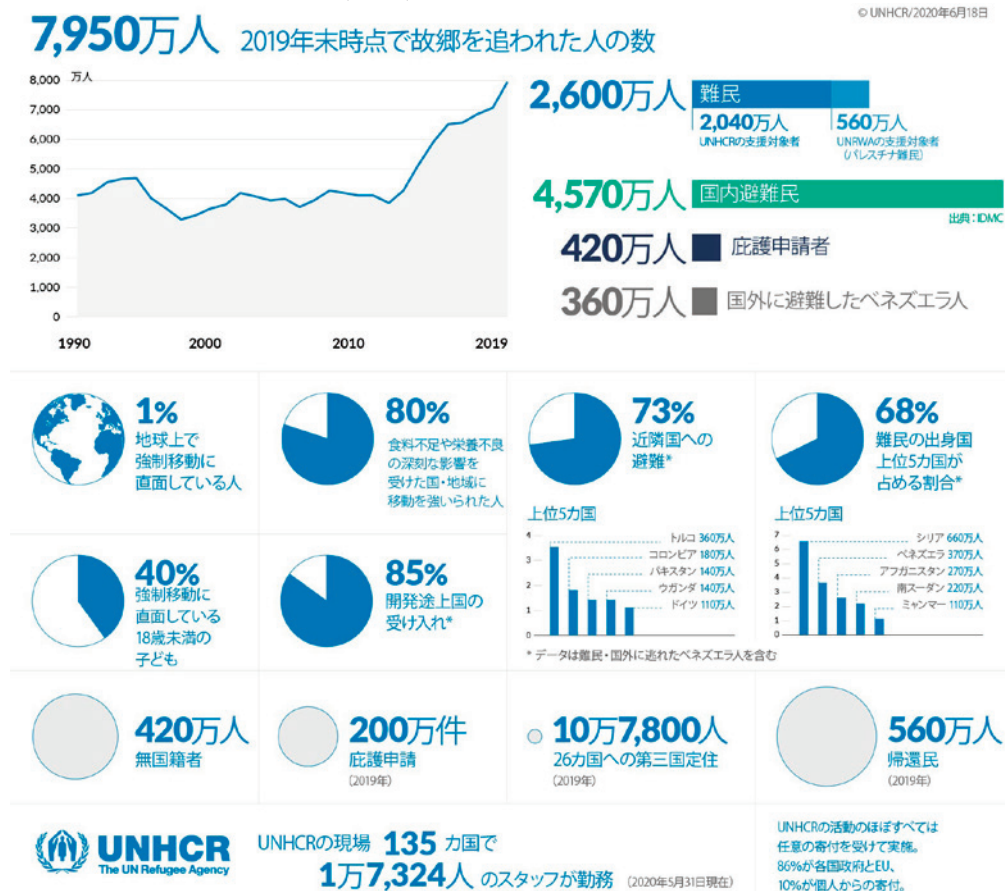 © UNHCR/2020年6月18日
7,950万人 2019年末時点で故郷を追われた人の数
8,000 万人
7,000
6,000
5,000
4,000
3,000
2,000
1,000
0
1990 2000 2010 2019
2,600万人 難民
2,040万人 560万人
UNHCRの支援対象者 UNRWAの支援対象者
(パレスチナ難民)
4,570万人 国内避難民
出典:IDMC
420万人 庇護申請者
360万人 国外に避難したベネズエラ人
1%
地球上で
強制移動に
直面している人
80%
食料不足や栄養不良
の深刻な影響を
受けた国・地域に
移動を強いられた人
73%
近隣国への
避難*
上位5カ国
4
3
2
1
0
トルコ 360万人
コロンビア 180万人
パキスタン 140万人
ウガンダ 140万人
ドイツ 110万人
68%
難民の出身国
上位5カ国が
占める割合*
上位5カ国
7
6
5
4
3
2
1
0
シリア 660万人
ベネズエラ 370万人
アフガニスタン 270万人
南スーダン 220万人
ミャンマー 110万人
40%
強制移動に
直面している
18歳未満の
子ども
85%
開発途上国の
受け入れ*
* データは難民・国外に逃れたベネズエラ人を含む
420万人
無国籍者
200万件
庇護申請
(2019年)
10万7,800人
26カ国への第三国定住
(2019年)
560万人
帰還民
(2019年)
UNHCR
The UN Refugee Agency
UNHCRの現場 135 カ国で
1万7,324人 のスタッフが勤務 (2020年5月31日現在)
UNHCRの活動のほぼすべては
任意の寄付を受けて実施。
86%が各国政府とEU、
10%が個人からの寄付。